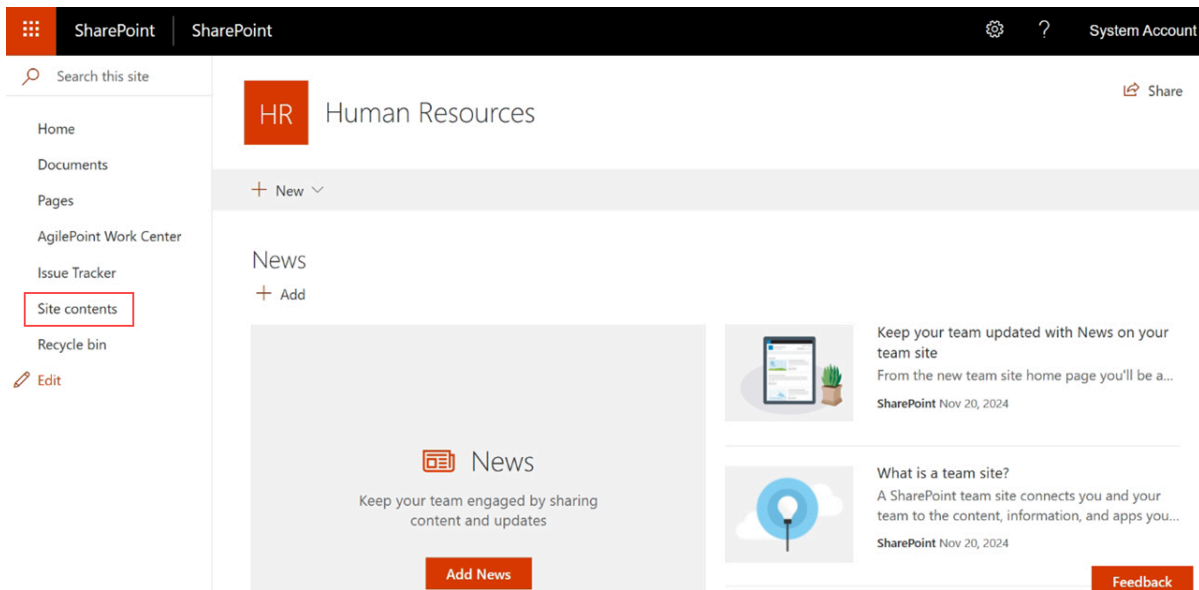 SharePoint SharePoint System Account
Search this site
Home
Documents
Pages
AgilePoint Work Center
Issue Tracker
Site contents
Recycle bin
Edit
HR Human Resources
Share
New
News
Add
News
Keep your team engaged by sharing
content and updates
Add News
Keep your team updated with News on your
team site
From the new team site home page you'll be a...
SharePoint Nov 20, 2024
What is a team site?
A SharePoint team site connects you and your
team to the content, information, and apps you...
SharePoint Nov 20, 2024
Feedback